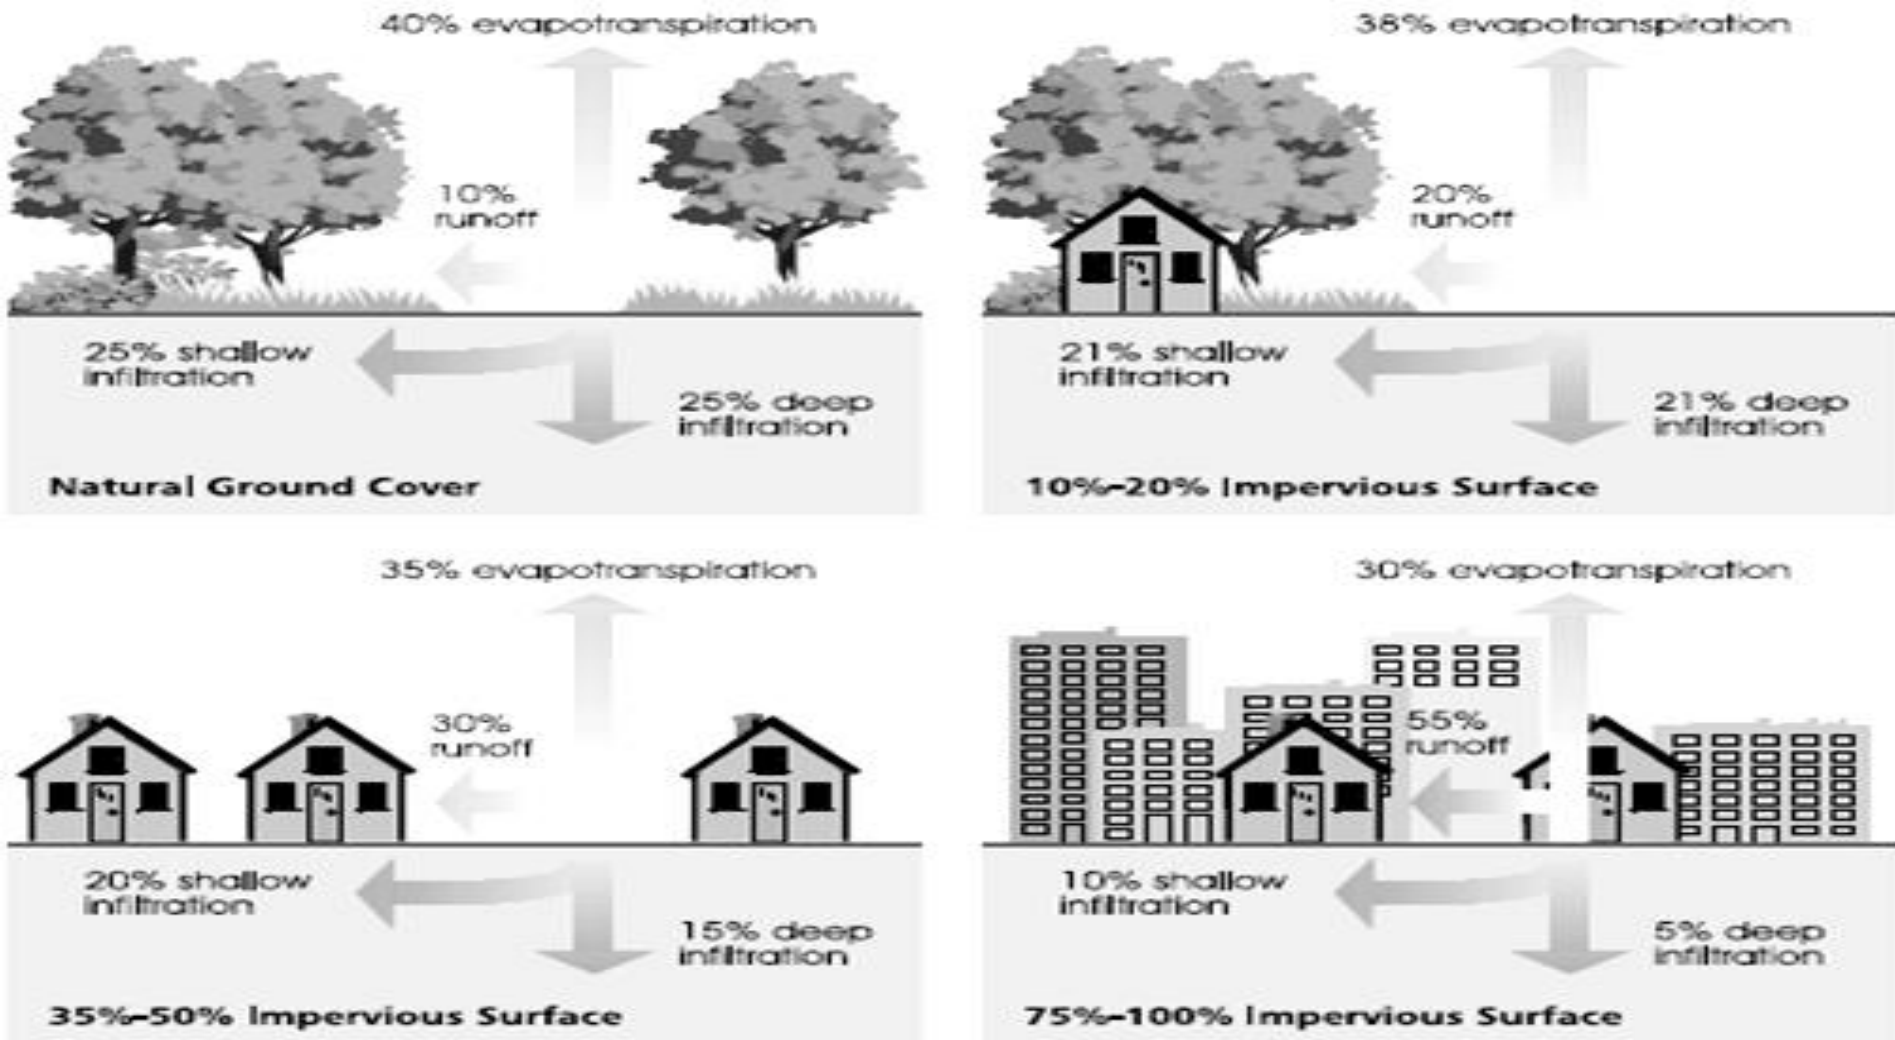 40% evapotranspiration
10%
runoff
25% shallow
infiltration
25% deep
infiltration
Natural Ground Cover
38% evapotranspiration
20%
runoff
21% shallow
infiltration
21% deep
infiltration
10%–20% Impervious Surface
35% evapotranspiration
30%
runoff
20% shallow
infiltration
15% deep
infiltration
35%–50% Impervious Surface
30% evapotranspiration
55%
runoff
10% shallow
infiltration
5% deep
infiltration
75%–100% Impervious Surface